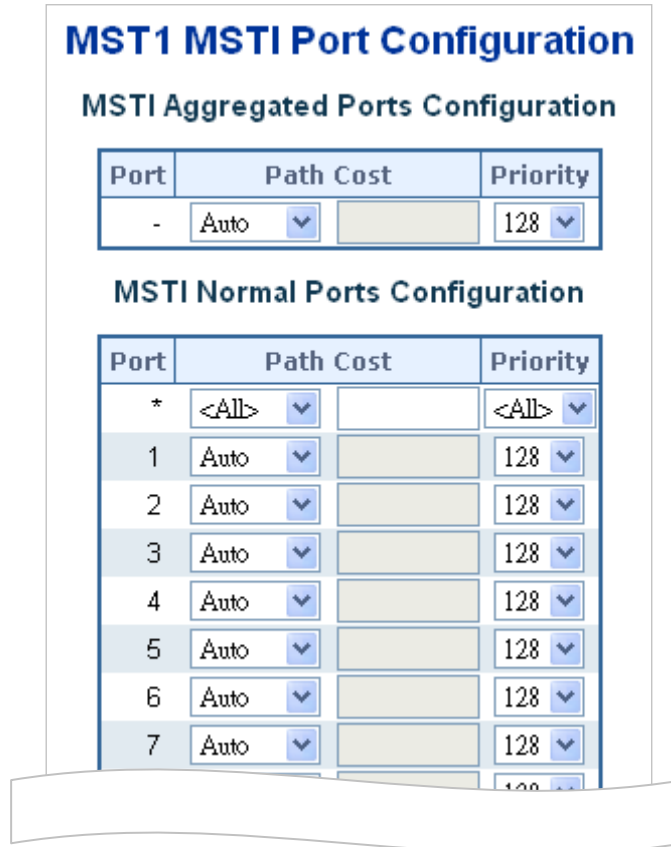 MST1 MSTI Port Configuration
MSTI Aggregated Ports Configuration
Port Path Cost Priority
- Auto 128
MSTI Normal Ports Configuration
Port Path Cost Priority
* <All> <All>
1 Auto 128
2 Auto 128
3 Auto 128
4 Auto 128
5 Auto 128
6 Auto 128
7 Auto 128